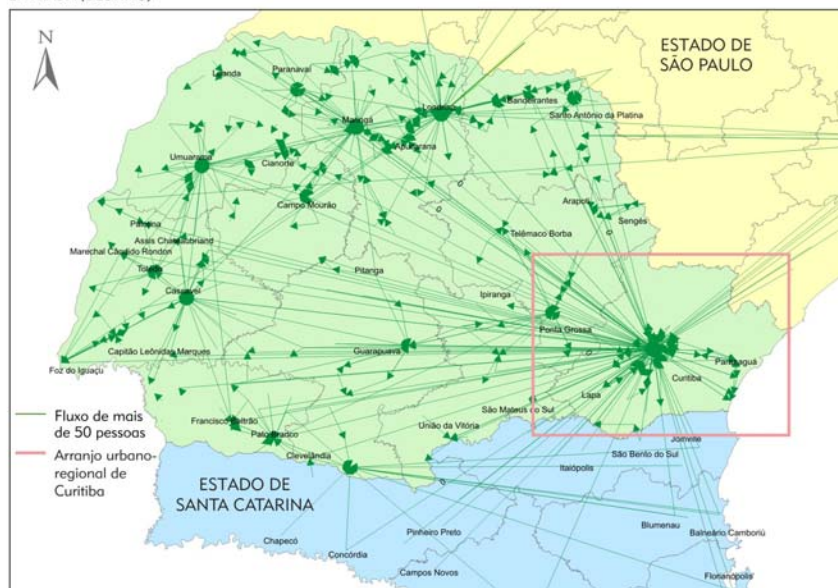 N
ESTADO DE
SÃO PAULO
Loanda
Paranavaí
Londrina
Bandeirantes
Maringá
Santo Antônio da Platina
Apucarana
Umuarama
Cianorte
Campo Mourão
Arapoti
Sengés
Palotina
Telêmaco Borba
Assis Chateaubriand
Marechal Cândido Rondon
Toledo
Pitanga
Cascavel
Ipiranga
Ponta Grossa
Capitão Leônidas Marques
Guarapuava
Paranaguá
Foz do Iguaçu
Curitiba
Lapa
São Mateus do Sul
Fluxo de mais
de 50 pessoas
Francisco Beltrão
Pato Branco
União da Vitória
Arranjo urbano-
regional de
Curitiba
Clevelândia
Joinville
São Bento do Sul
Itaiópolis
ESTADO DE
SANTA CATARINA
Pinheiro Preto
Blumenau
Balneário Camboriú
Chapecó
Concórdia
Campos Novos
Florianópolis